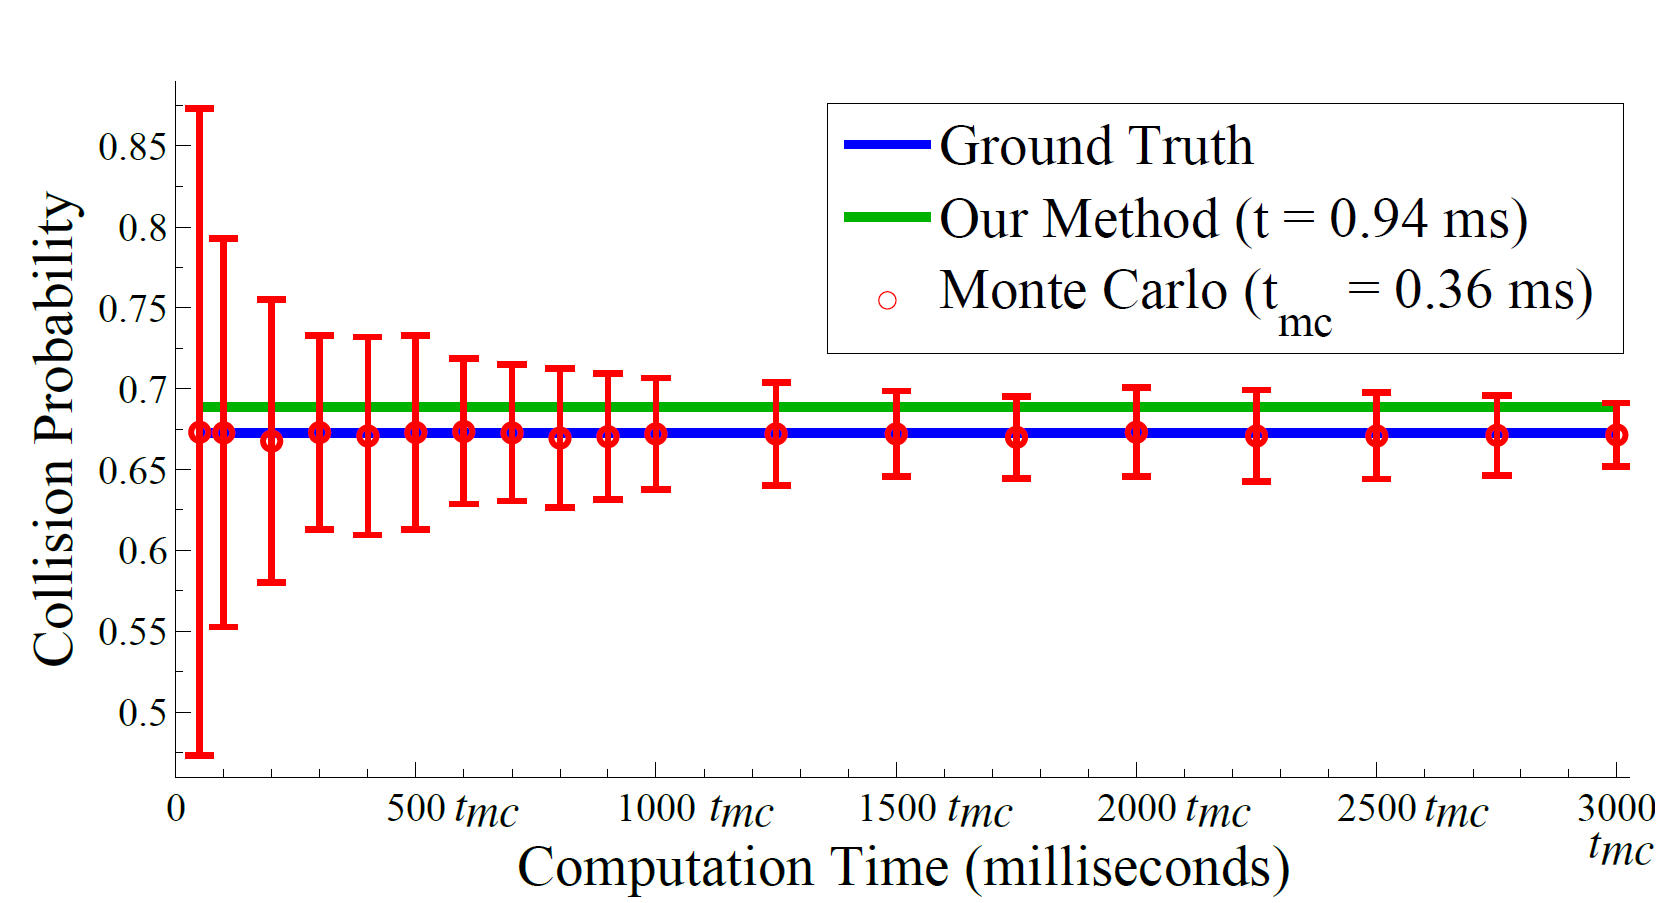 Ground Truth
Our Method (t = 0.94 ms)
Monte Carlo (tmc = 0.36 ms)
Collision Probability
0.85
0.8
0.75
0.7
0.65
0.6
0.55
0.5
0
500 tmc
1000 tmc
1500 tmc
2000 tmc
2500 tmc
3000
tmc
Computation Time (milliseconds)